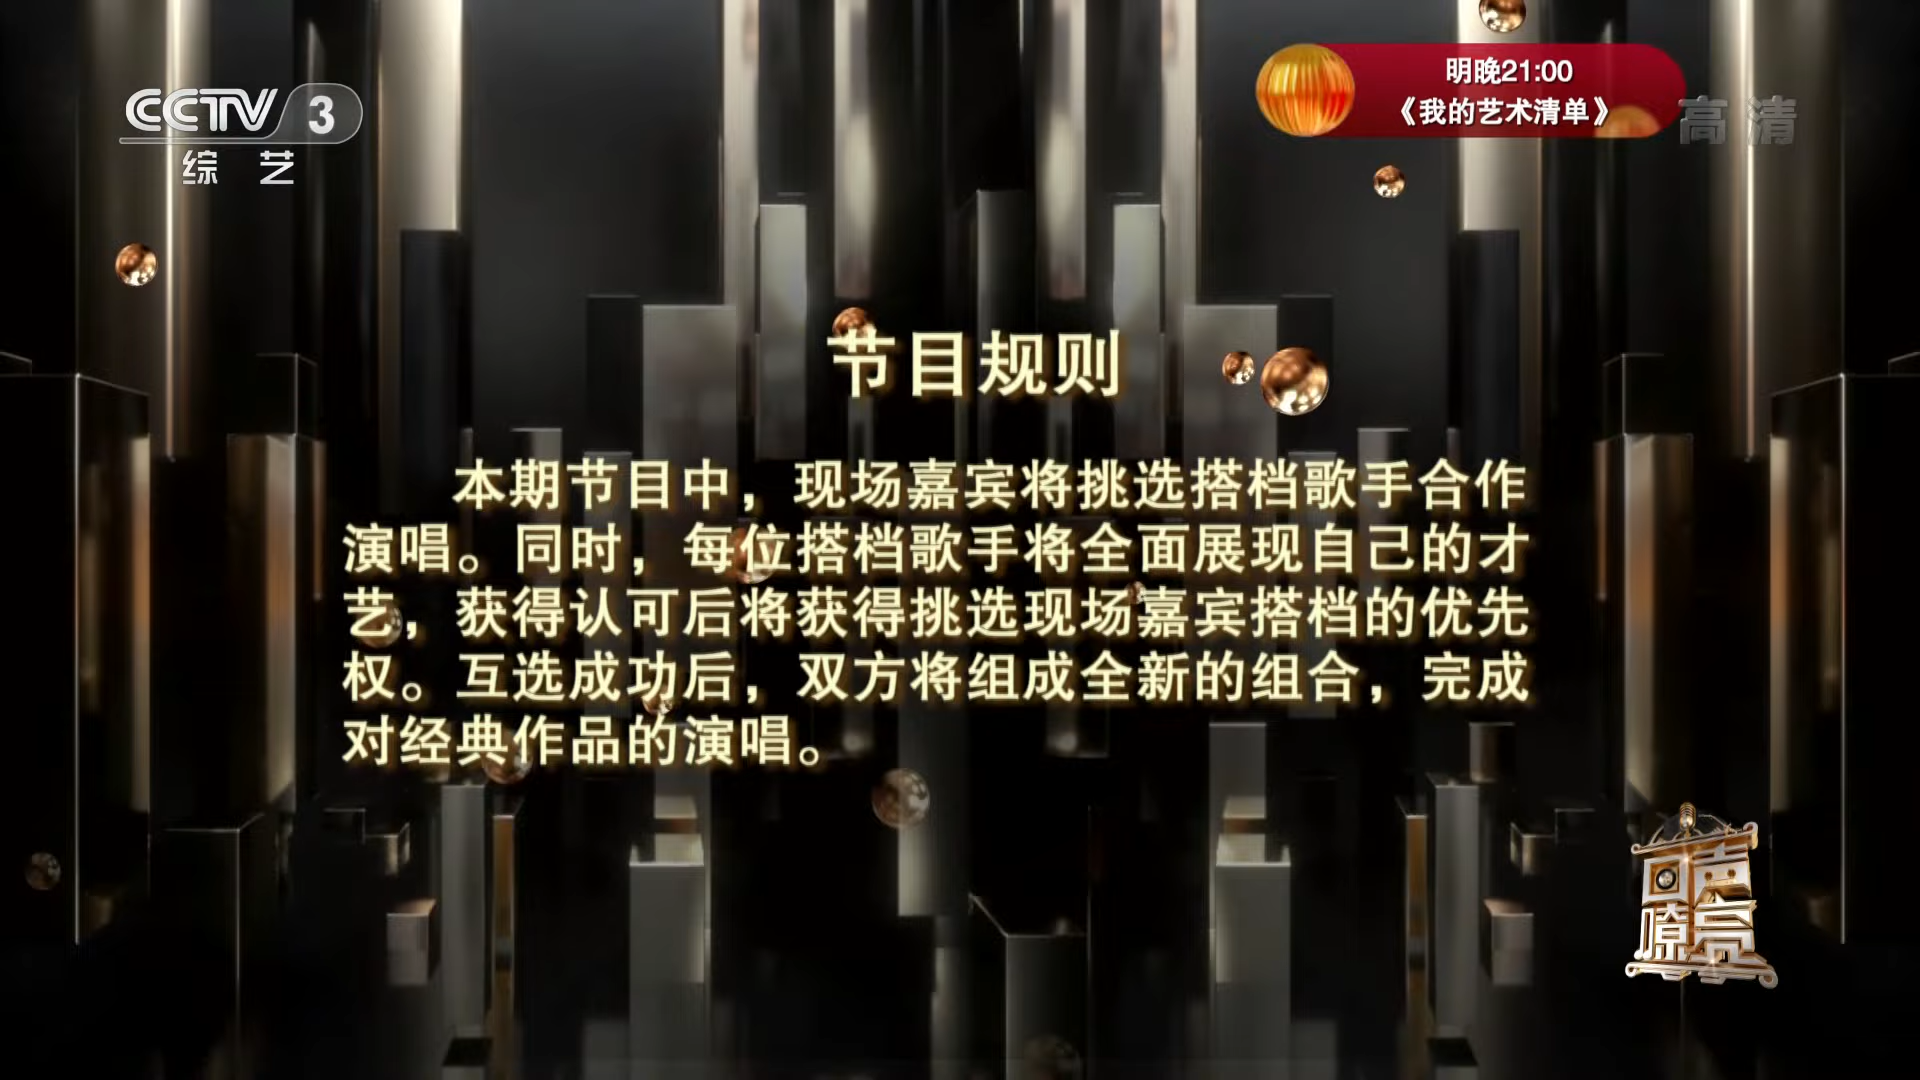 CCTV 3
综艺
明晚21:00
《我的艺术清单》
高清
节目规则
本期节目中，现场嘉宾将挑选搭档歌手合作
演唱。同时，每位搭档歌手将全面展现自己的才
艺，获得认可后将获得挑选现场嘉宾搭档的优先
权。互选成功后，双方将组成全新的组合，完成
对经典作品的演唱。
回声
嘹亮